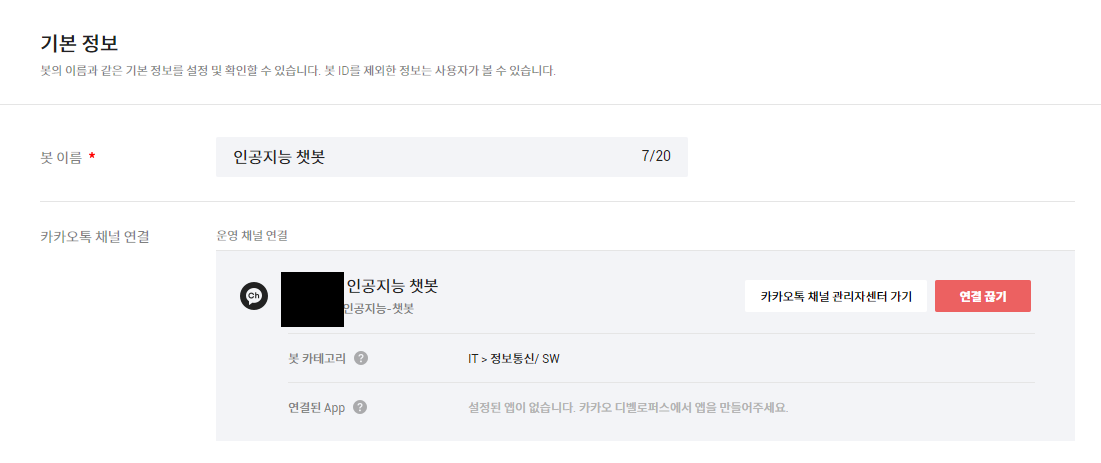 기본 정보
봇의 이름과 같은 기본 정보를 설정 및 확인할 수 있습니다. 봇 ID를 제외한 정보는 사용자가 볼 수 있습니다.
봇 이름 *
인공지능 챗봇 7/20
카카오톡 채널 연결
운영 채널 연결
Ch
인공지능 챗봇
인공지능-챗봇
카카오톡 채널 관리자센터 가기
연결 끊기
봇 카테고리 ?
IT > 정보통신/ SW
연결된 App ?
설정된 앱이 없습니다. 카카오 디벨로퍼스에서 앱을 만들어주세요.